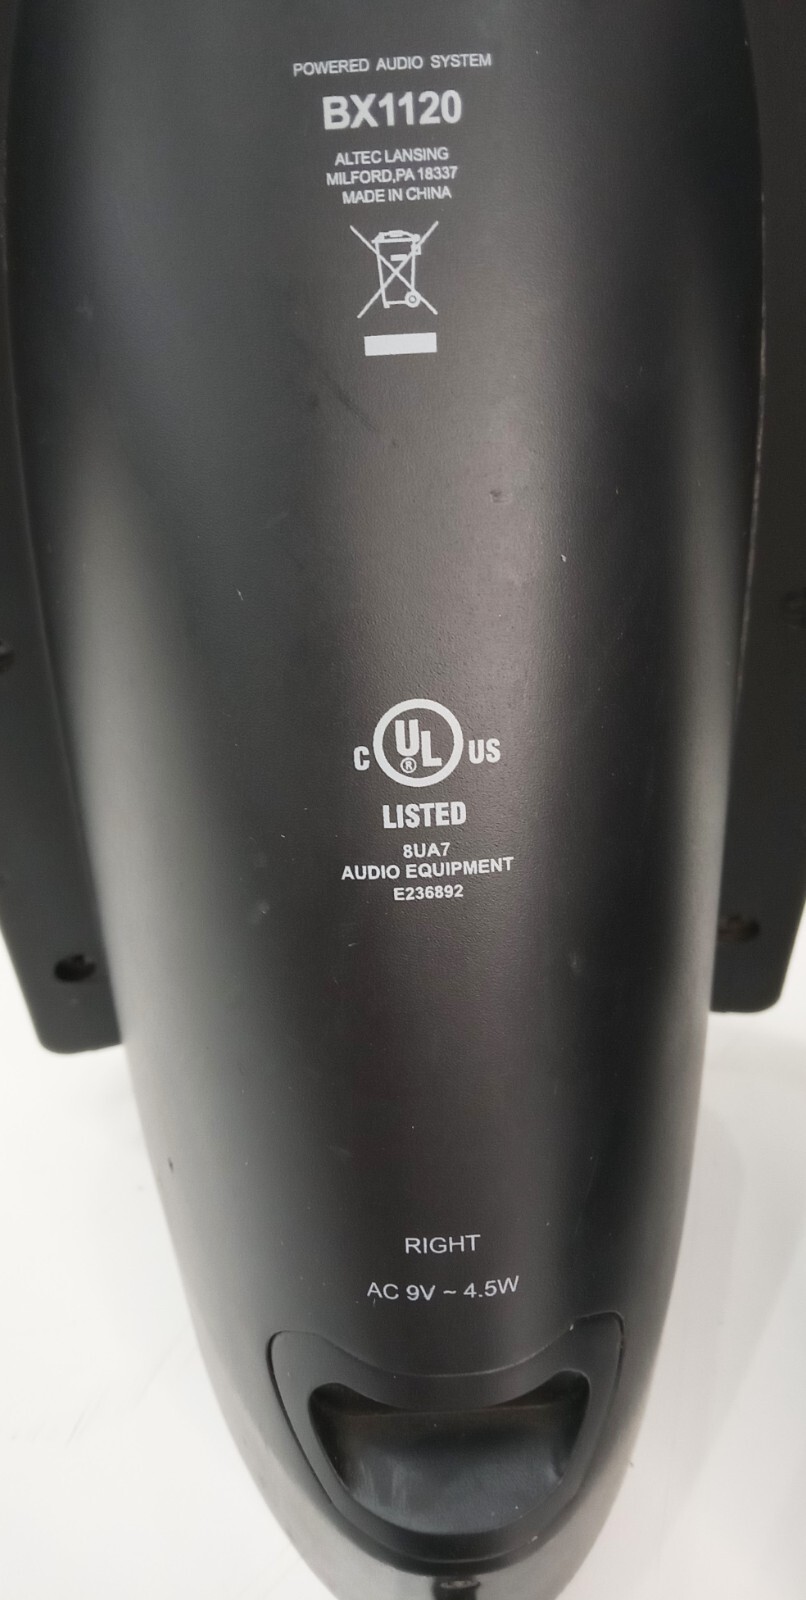 POWERED AUDIO SYSTEM
BX1120
ALTEC LANSING
MILFORD,PA 18337
MADE IN CHINA
C UL ® US
LISTED
8UA7
AUDIO EQUIPMENT
E236892
RIGHT
AC 9V ~ 4.5W